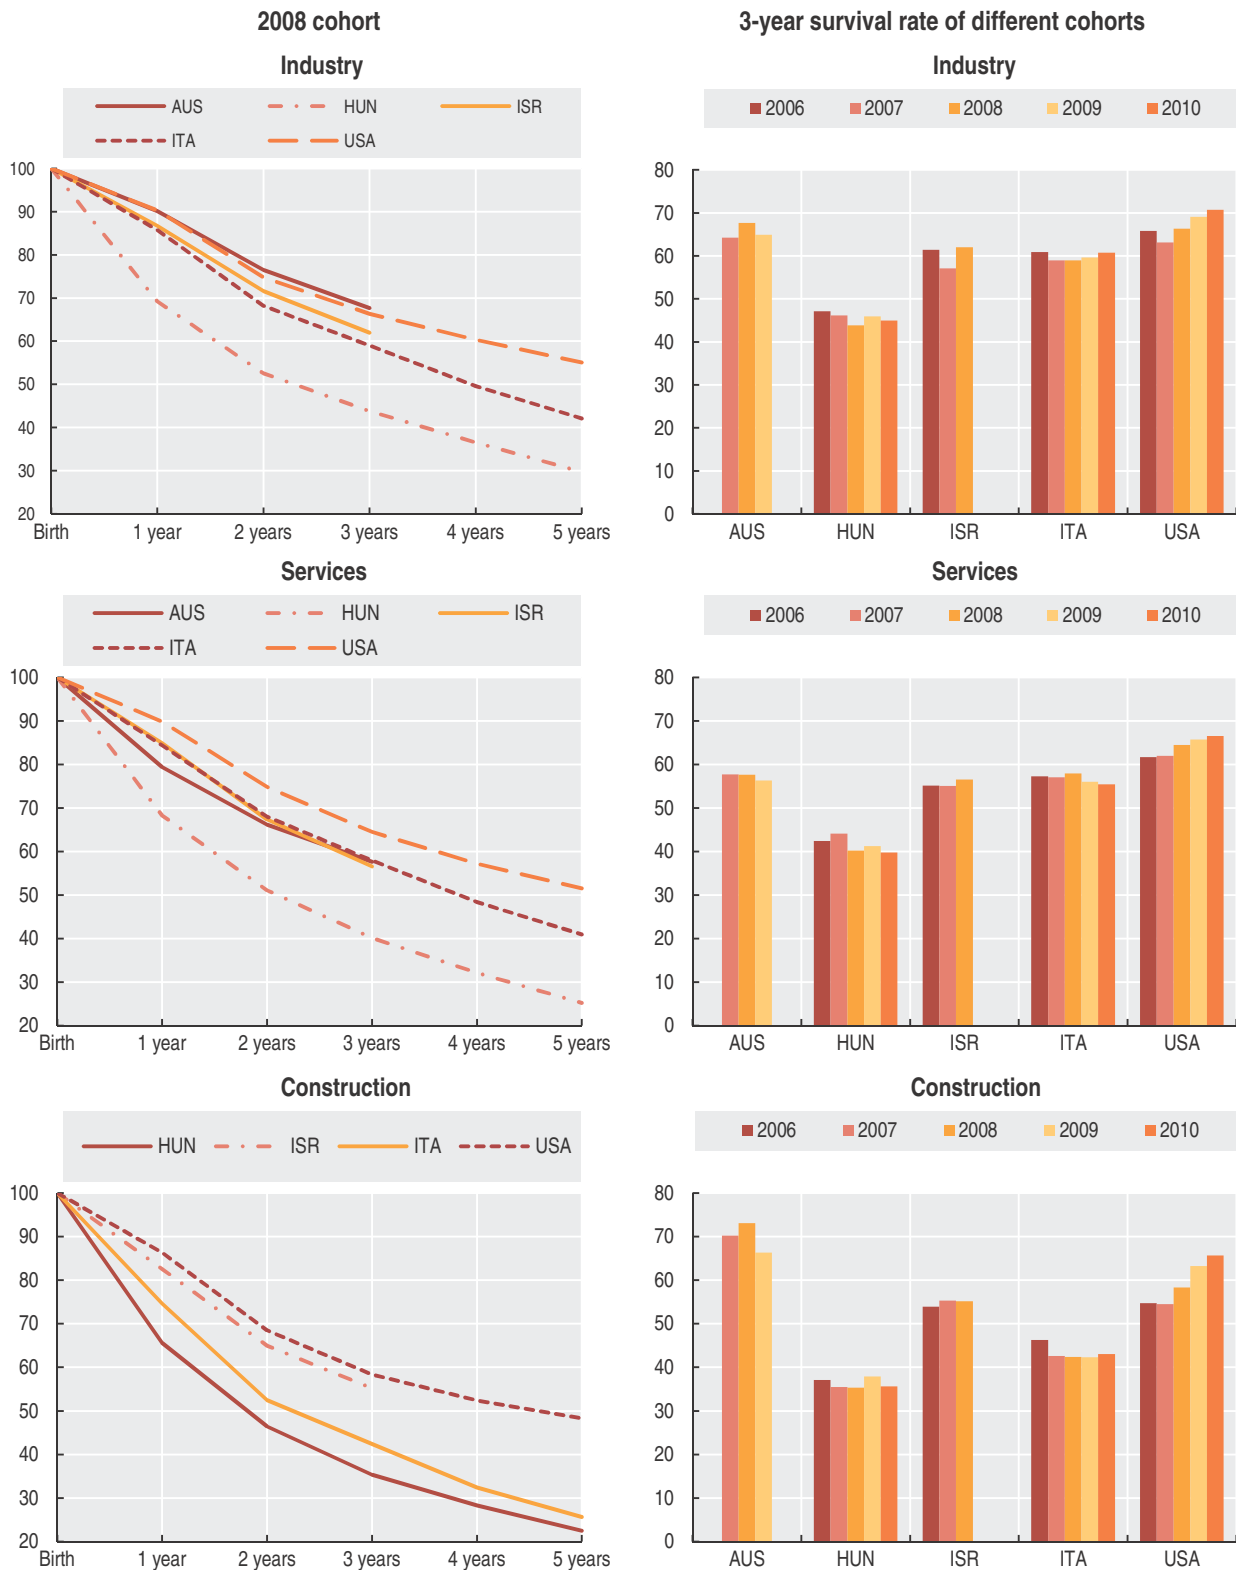 2008 cohort
3-year survival rate of different cohorts
Industry
AUS HUN ISR
ITA USA
100
90
80
70
60
50
40
30
20
Birth 1 year 2 years 3 years 4 years 5 years
Industry
2006 2007 2008 2009 2010
80
70
60
50
40
30
20
10
0
AUS HUN ISR ITA USA
Services
AUS HUN ISR
ITA USA
100
90
80
70
60
50
40
30
20
Birth 1 year 2 years 3 years 4 years 5 years
Services
2006 2007 2008 2009 2010
80
70
60
50
40
30
20
10
0
AUS HUN ISR ITA USA
Construction
HUN ISR ITA USA
100
90
80
70
60
50
40
30
20
Birth 1 year 2 years 3 years 4 years 5 years
Construction
2006 2007 2008 2009 2010
80
70
60
50
40
30
20
10
0
AUS HUN ISR ITA USA